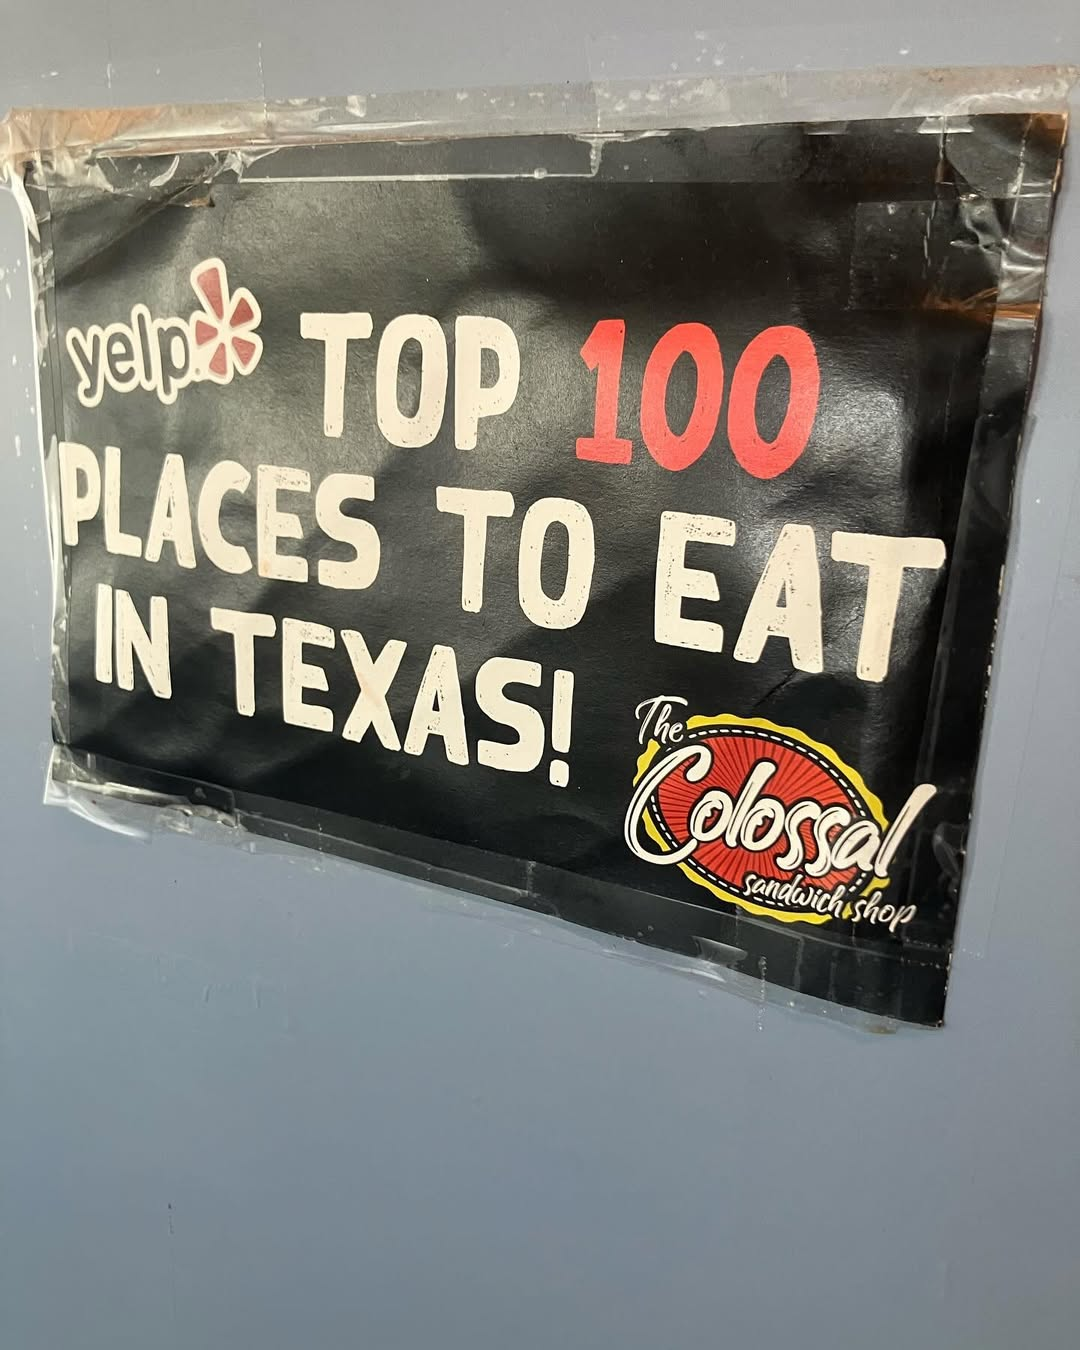 yelp TOP 100
PLACES TO EAT
IN TEXAS!
The
Colossal
sandwich shop